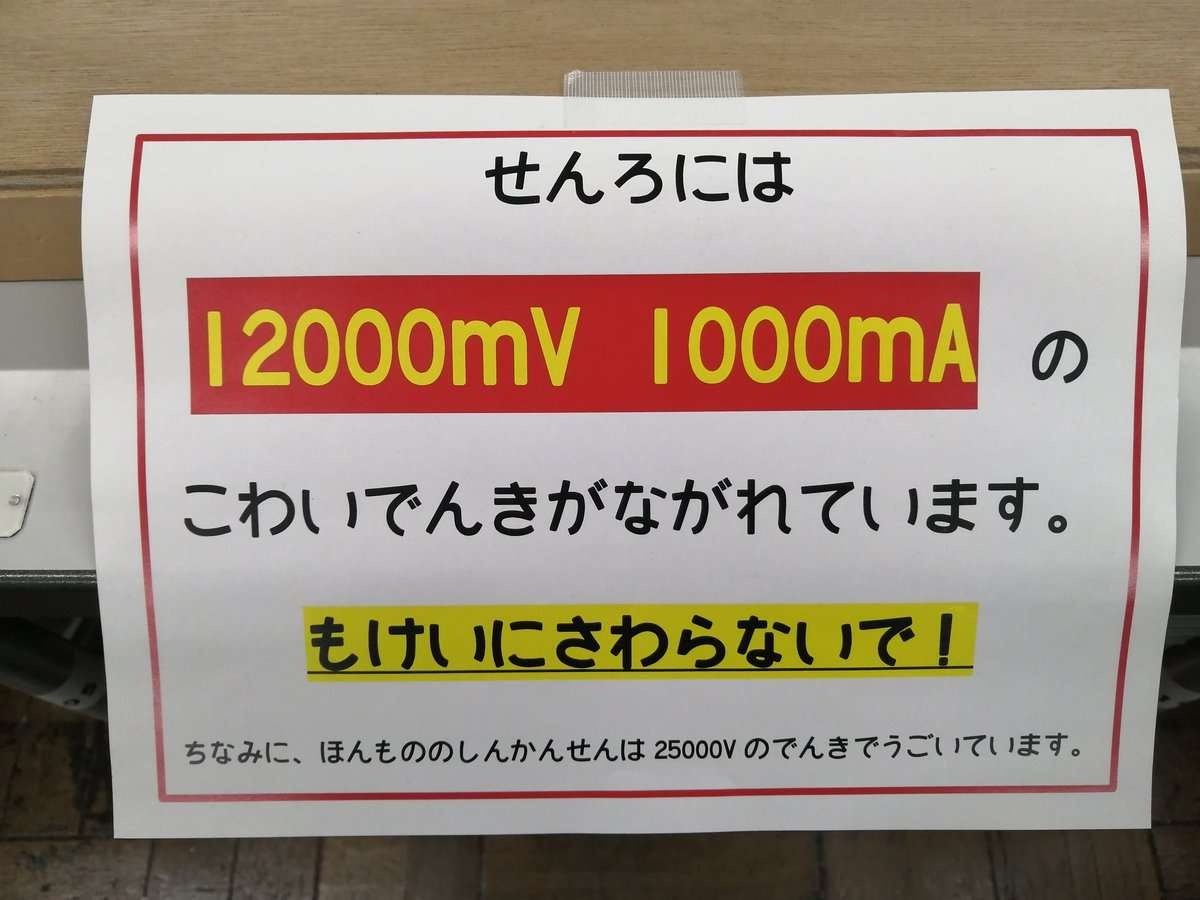 せんろには
12000mV 1000mA の
こわいでんきがながれています。
もけいにさわらないで！
ちなみに、ほんもののしんかんせんは 25000V のでんきでうごいています。